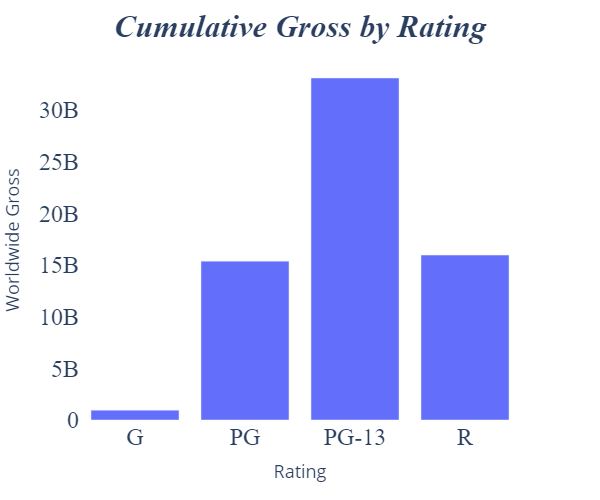 Cumulative Gross by Rating
Worldwide Gross
30B
25B
20B
15B
10B
5B
0
G
PG
PG-13
R
Rating